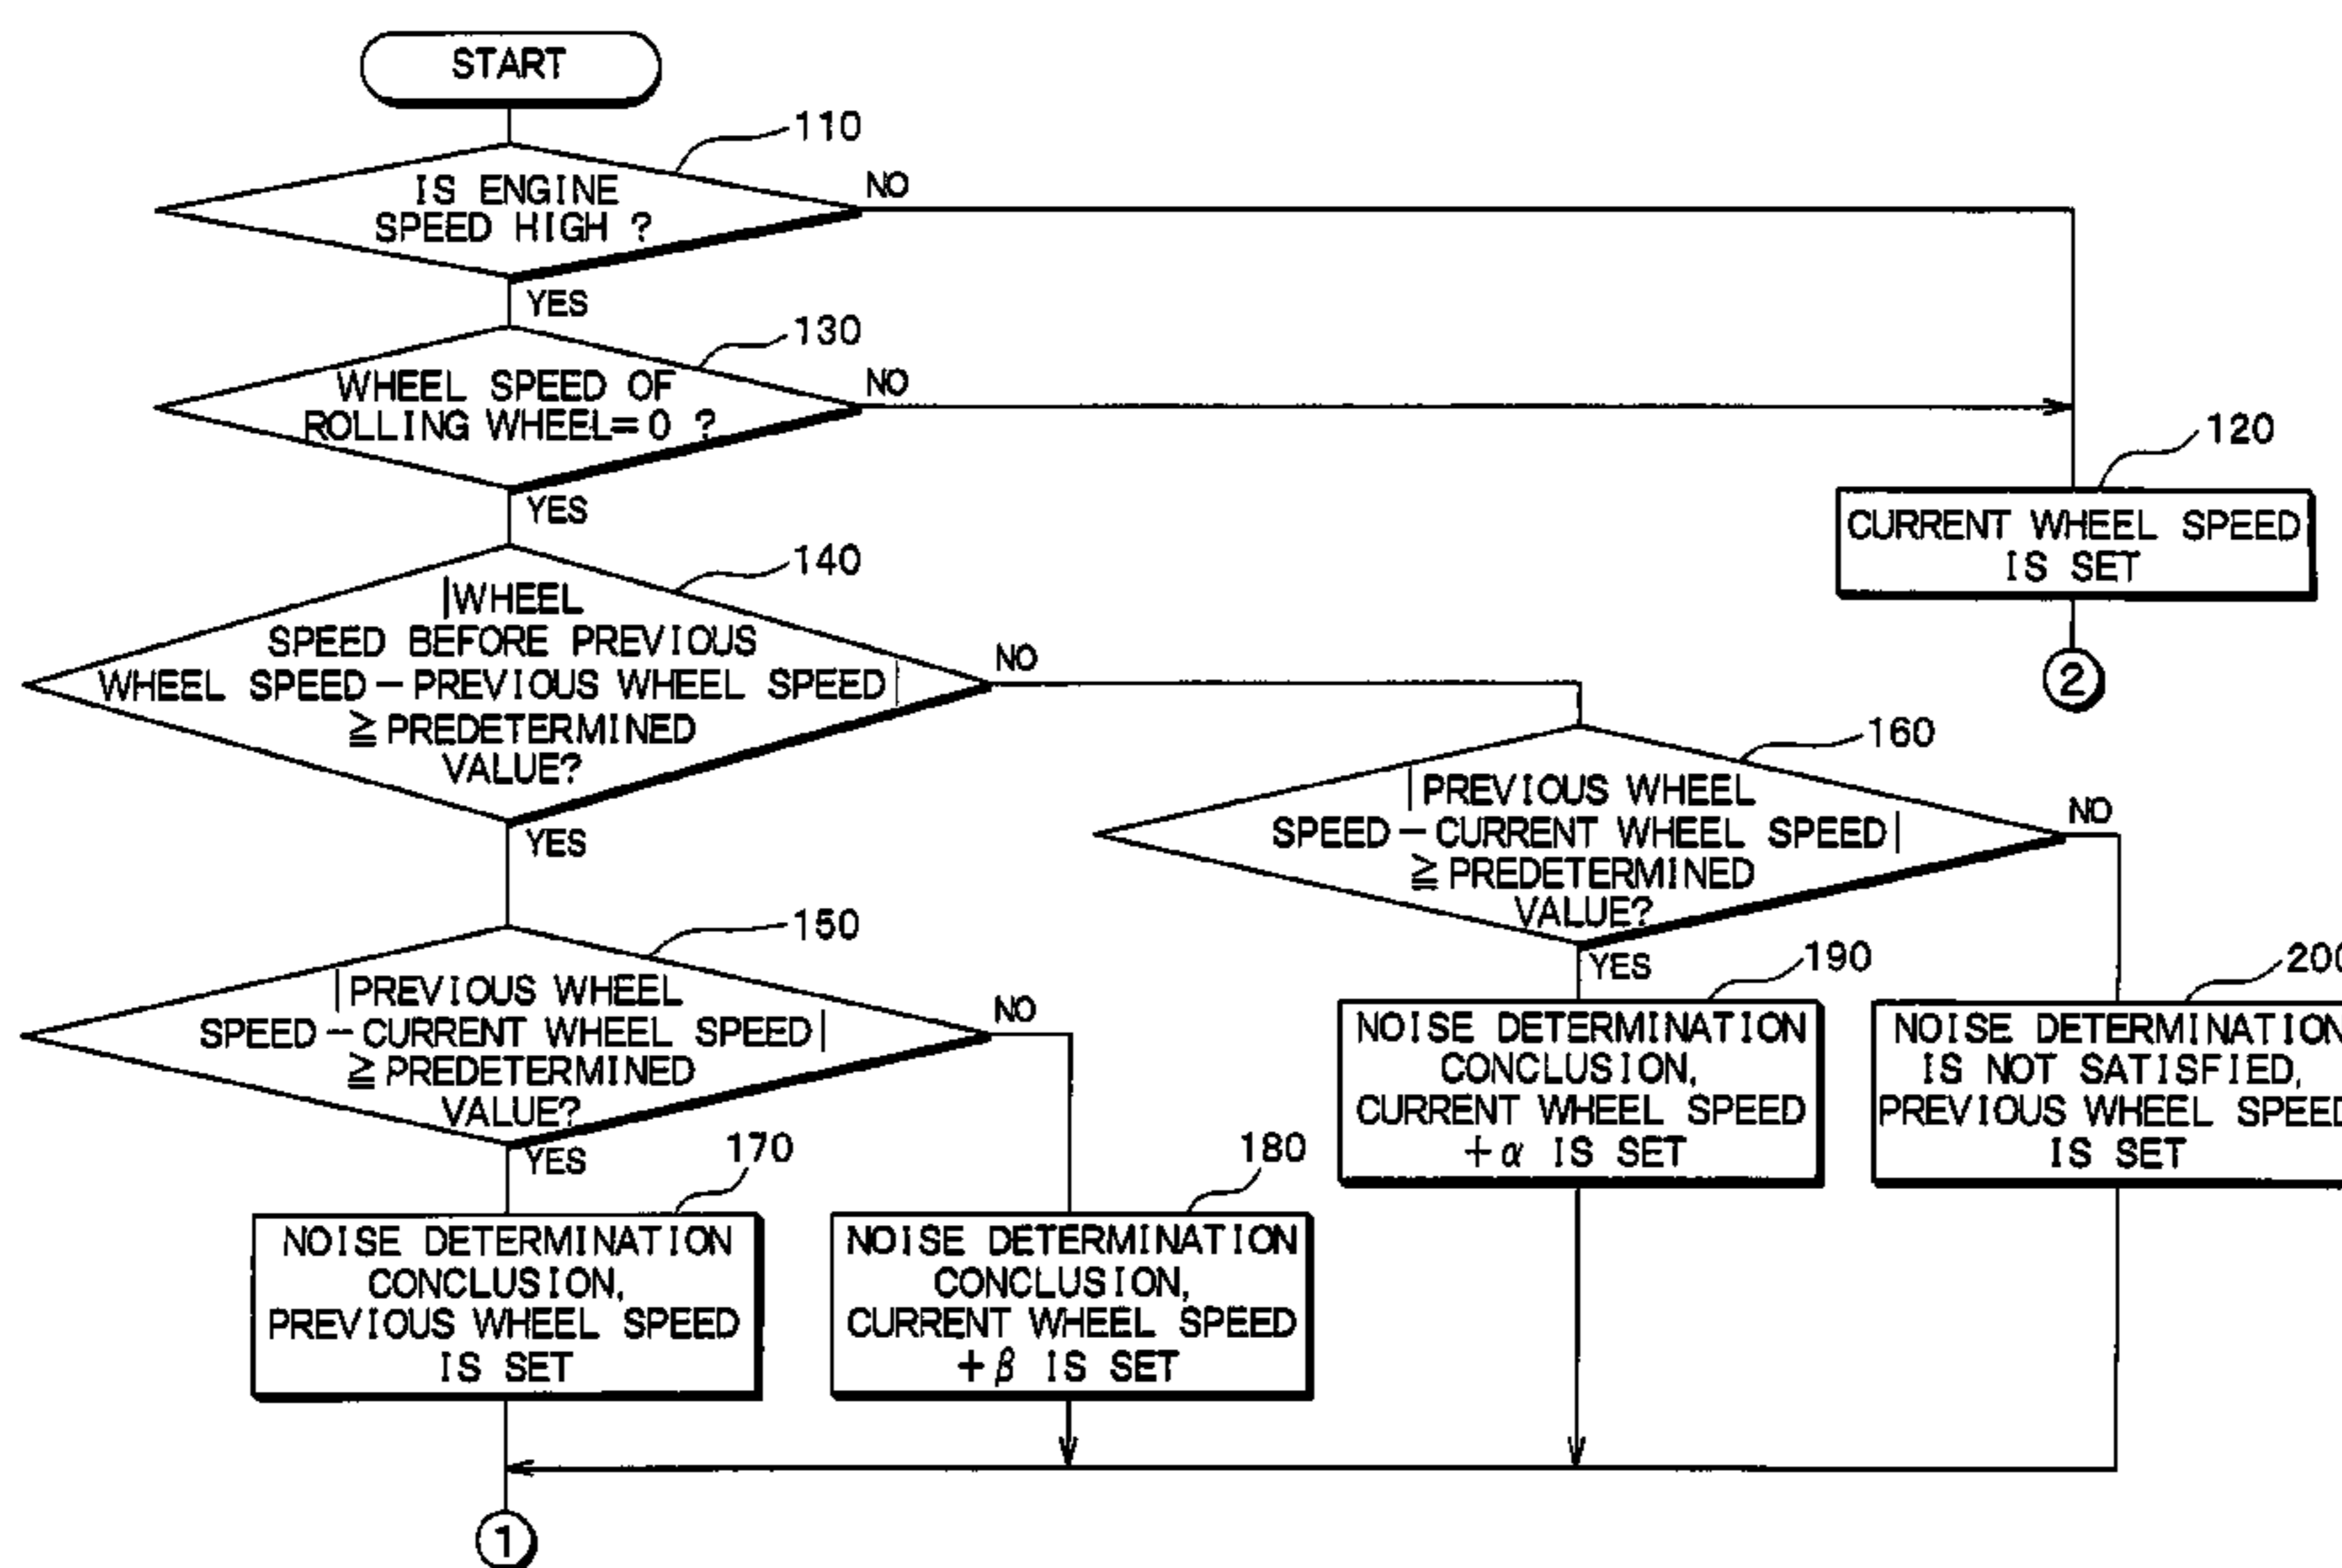 START
110
IS ENGINE
SPEED HIGH ?
NO
YES
130
WHEEL SPEED OF
ROLLING WHEEL=0 ?
NO
YES
120
CURRENT WHEEL SPEED
IS SET
2
140
|WHEEL
SPEED BEFORE PREVIOUS
WHEEL SPEED-PREVIOUS WHEEL SPEED|
≧PREDETERMINED
VALUE?
NO
YES
160
|PREVIOUS WHEEL
SPEED-CURRENT WHEEL SPEED|
≧PREDETERMINED
VALUE?
NO
YES
150
|PREVIOUS WHEEL
SPEED-CURRENT WHEEL SPEED|
≧PREDETERMINED
VALUE?
NO
YES
190
NOISE DETERMINATION
CONCLUSION,
CURRENT WHEEL SPEED
+α IS SET
200
NOISE DETERMINATION
IS NOT SATISFIED,
PREVIOUS WHEEL SPEED
IS SET
170
NOISE DETERMINATION
CONCLUSION,
PREVIOUS WHEEL SPEED
IS SET
180
NOISE DETERMINATION
CONCLUSION,
CURRENT WHEEL SPEED
+β IS SET
1